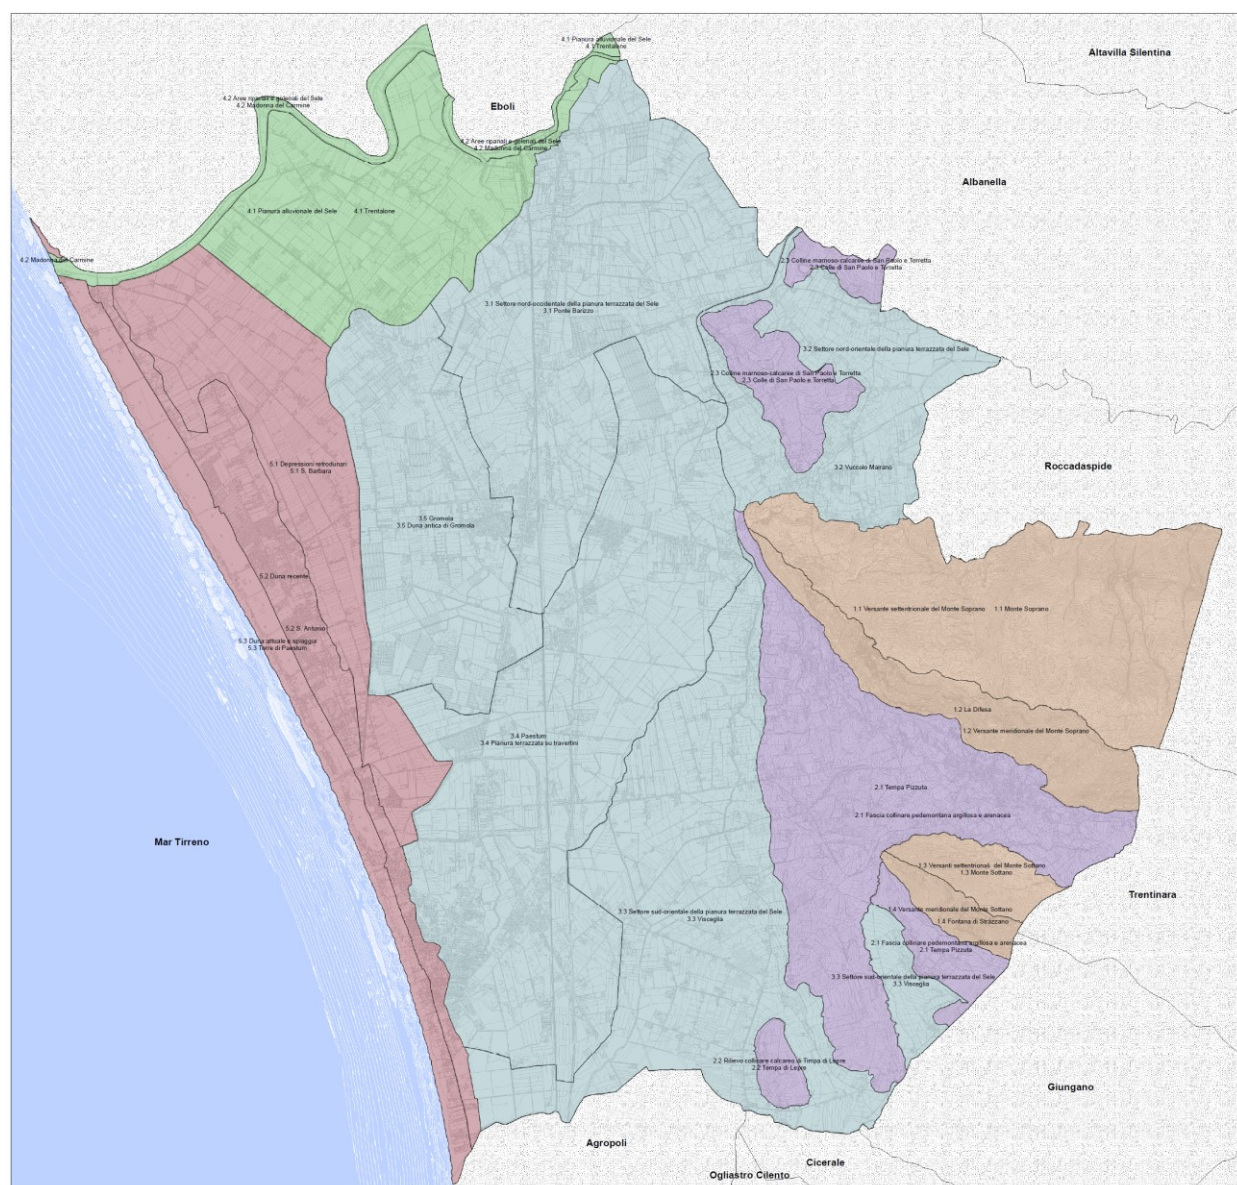 4.1 Pianura alluvionale del Sele
4.1 Trentalone
Altavilla Silentina
4.2 Aree ripariali e golenali del Sele
4.2 Madonna del Carmine
Eboli
4.2 Aree ripariali e golenali del Sele
4.2 Madonna del Carmine
Albanella
4.1 Pianura alluvionale del Sele
4.1 Trentalone
4.2 Madonna del Carmine
2.3 Colline marnoso-calcaree di San Paolo e Torretta
2.3 Colle di San Paolo e Torretta
3.1 Settore nord-occidentale della pianura terrazzata del Sele
3.1 Ponte Barizzo
3.2 Settore nord-orientale della pianura terrazzata del Sele
2.3 Colline marnoso-calcaree di San Paolo e Torretta
2.3 Colle di San Paolo e Torretta
5.1 Depressioni retrodunari
5.1 S. Barbara
3.2 Vuccolo Mairano
Roccadaspide
3.5 Gromola
3.5 Duna antica di Gromola
5.2 Duna recente
1.1 Versante settentrionale del Monte Soprano
1.1 Monte Soprano
5.2 S. Antonio
5.3 Duna attuale e spiaggia
5.3 Torre di Paestum
1.2 La Difesa
1.2 Versante meridionale del Monte Soprano
3.4 Paestum
3.4 Pianura terrazzata su travertini
2.1 Tempa Pizzuta
2.1 Fascia collinare pedemontana argillosa e arenacea
Mar Tirreno
1.3 Versanti settentrionali del Monte Sottano
1.3 Monte Sottano
Trentinara
1.4 Versante meridionale del Monte Sottano
1.4 Fontana di Strazzano
3.3 Settore sud-orientale della pianura terrazzata del Sele
3.3 Visceglia
2.1 Fascia collinare pedemontana argillosa e arenacea
2.1 Tempa Pizzuta
3.3 Settore sud-orientale della pianura terrazzata del Sele
3.3 Visceglia
2.2 Rilievo collinare calcareo di Timpa di Lepre
2.2 Tempa di Lepre
Giungano
Agropoli
Cicerale
Ogliastro Cilento